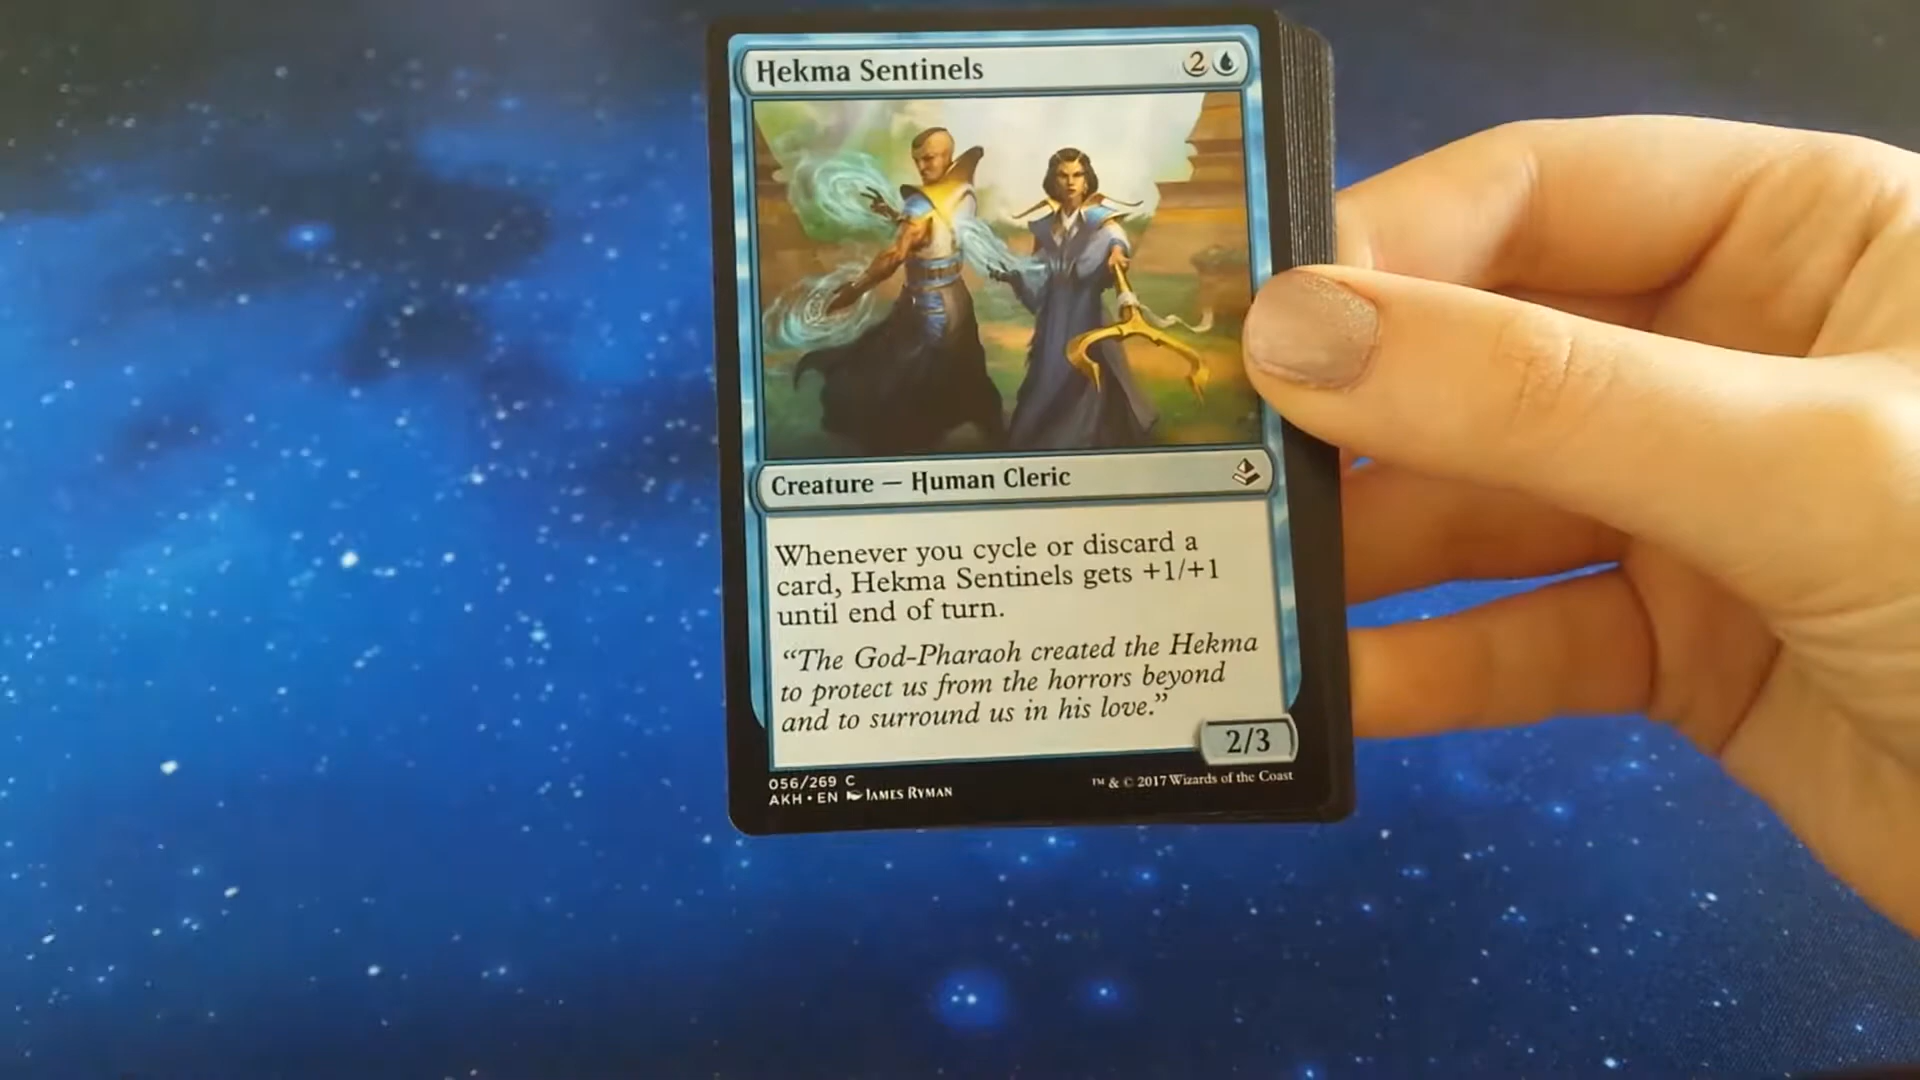 Hekma Sentinels 2
Creature — Human Cleric
Whenever you cycle or discard a
card, Hekma Sentinels gets +1/+1
until end of turn.
“The God-Pharaoh created the Hekma
to protect us from the horrors beyond
and to surround us in his love.”
2/3
056/269 C
AKH • EN JAMES RYMAN
™ & © 2017 Wizards of the Coast